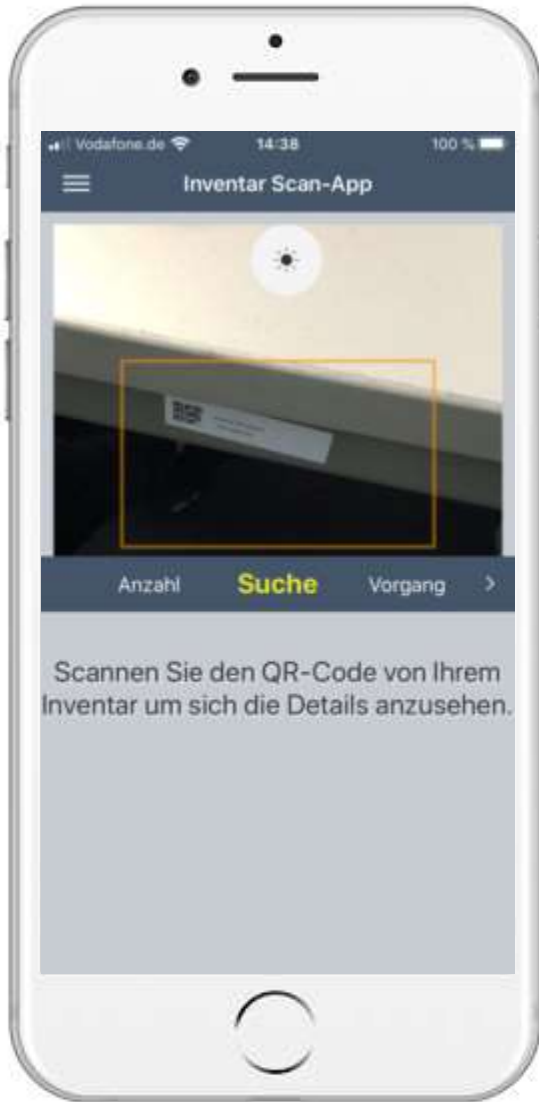 Vodafone.de 14:38 100 %
Inventar Scan-App
Anzahl Suche Vorgang >
Scannen Sie den QR-Code von Ihrem
Inventar um sich die Details anzusehen.